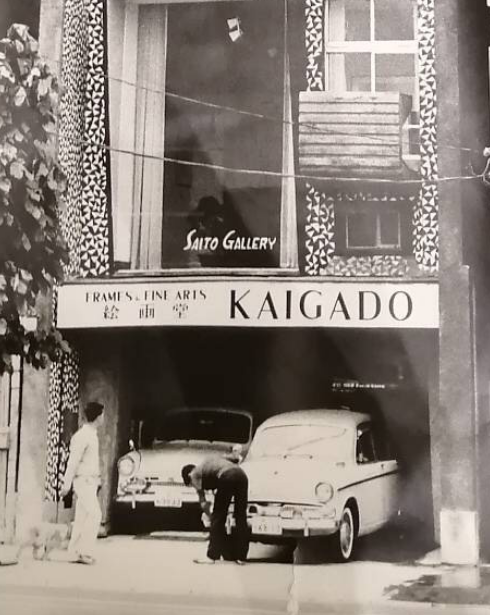 SAITO GALLERY
FRAMES & FINE ARTS
絵画堂
KAIGADO